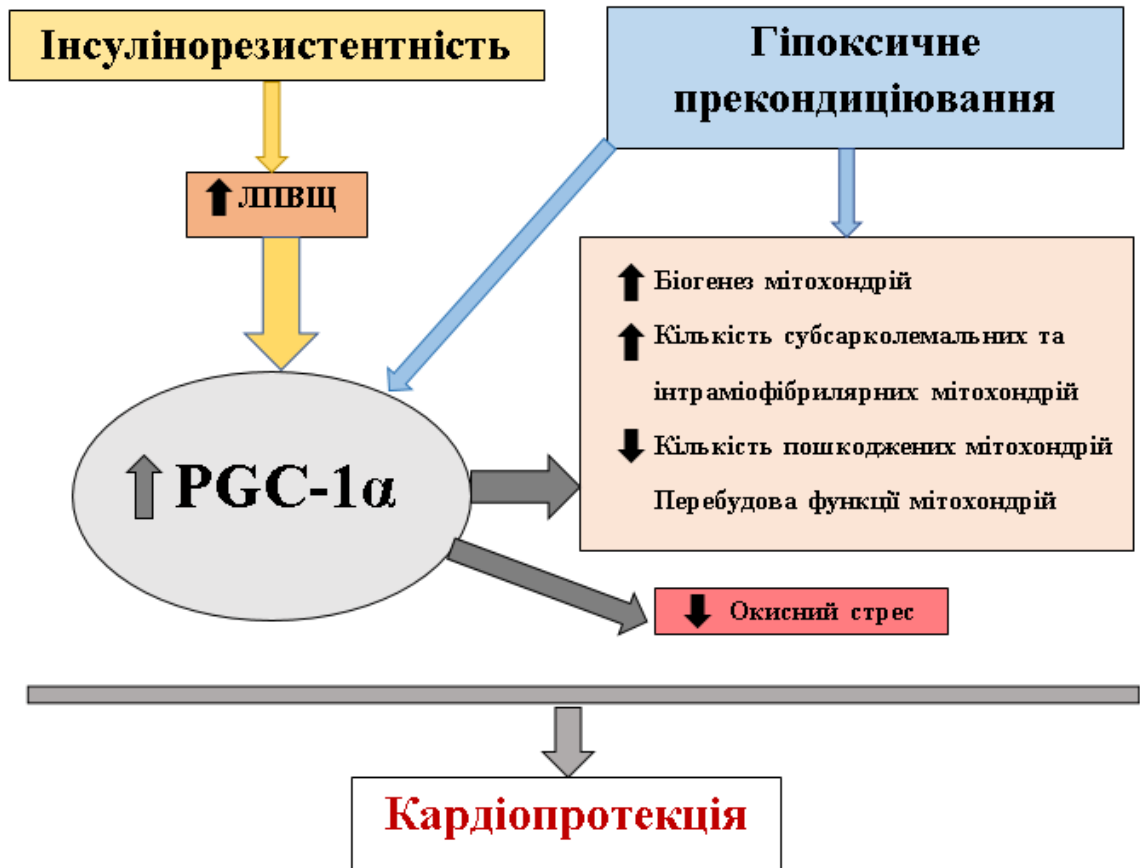 Інсулінорезистентність
Гіпоксичне
прекондиціювання
ЛПВЩ
Біогенез мітохондрій
Кількість субсарколемальних та
інтраміофібрилярних мітохондрій
Кількість пошкоджених мітохондрій
Перебудова функції мітохондрій
PGC-1α
Окисний стрес
Кардіопротекція